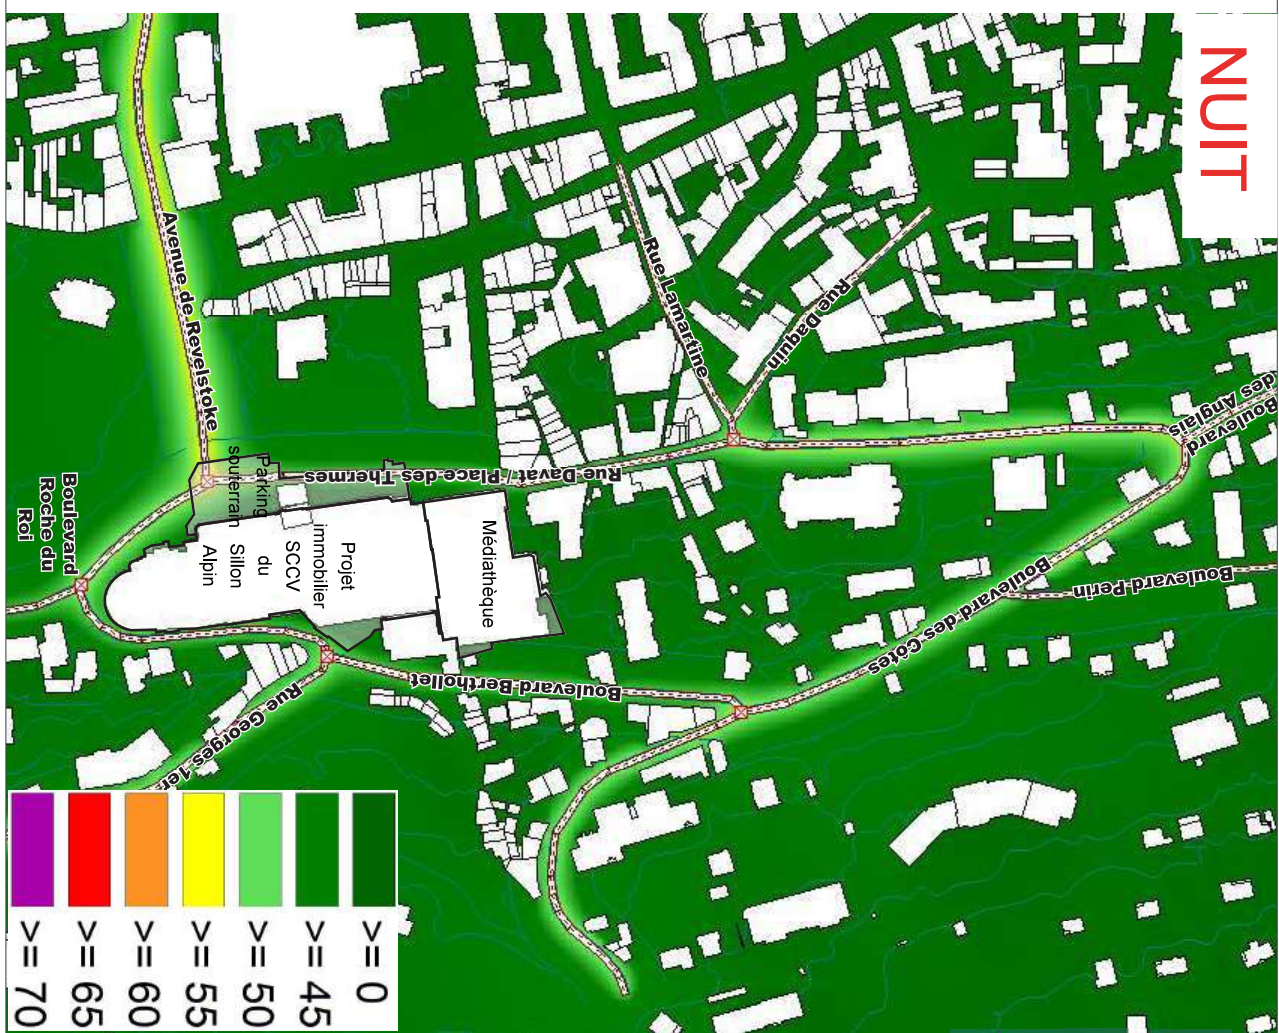 NUIT
Avenue de Revelstoke
Rue Lamartine
Rue Daquin
Boulevard
des Anglais
Boulevard
Rue Davat / Place des Thermes
Parking
souterrain
Boulevard
Roche du
Roi
Projet
immobilier
SCCV
du
Sillon
Alpin
Médiathèque
Boulevard Perin
Boulevard des Côtes
Boulevard Berthollet
Rue Georges 1er
>= 0
>= 45
>= 50
>= 55
>= 60
>= 65
>= 70